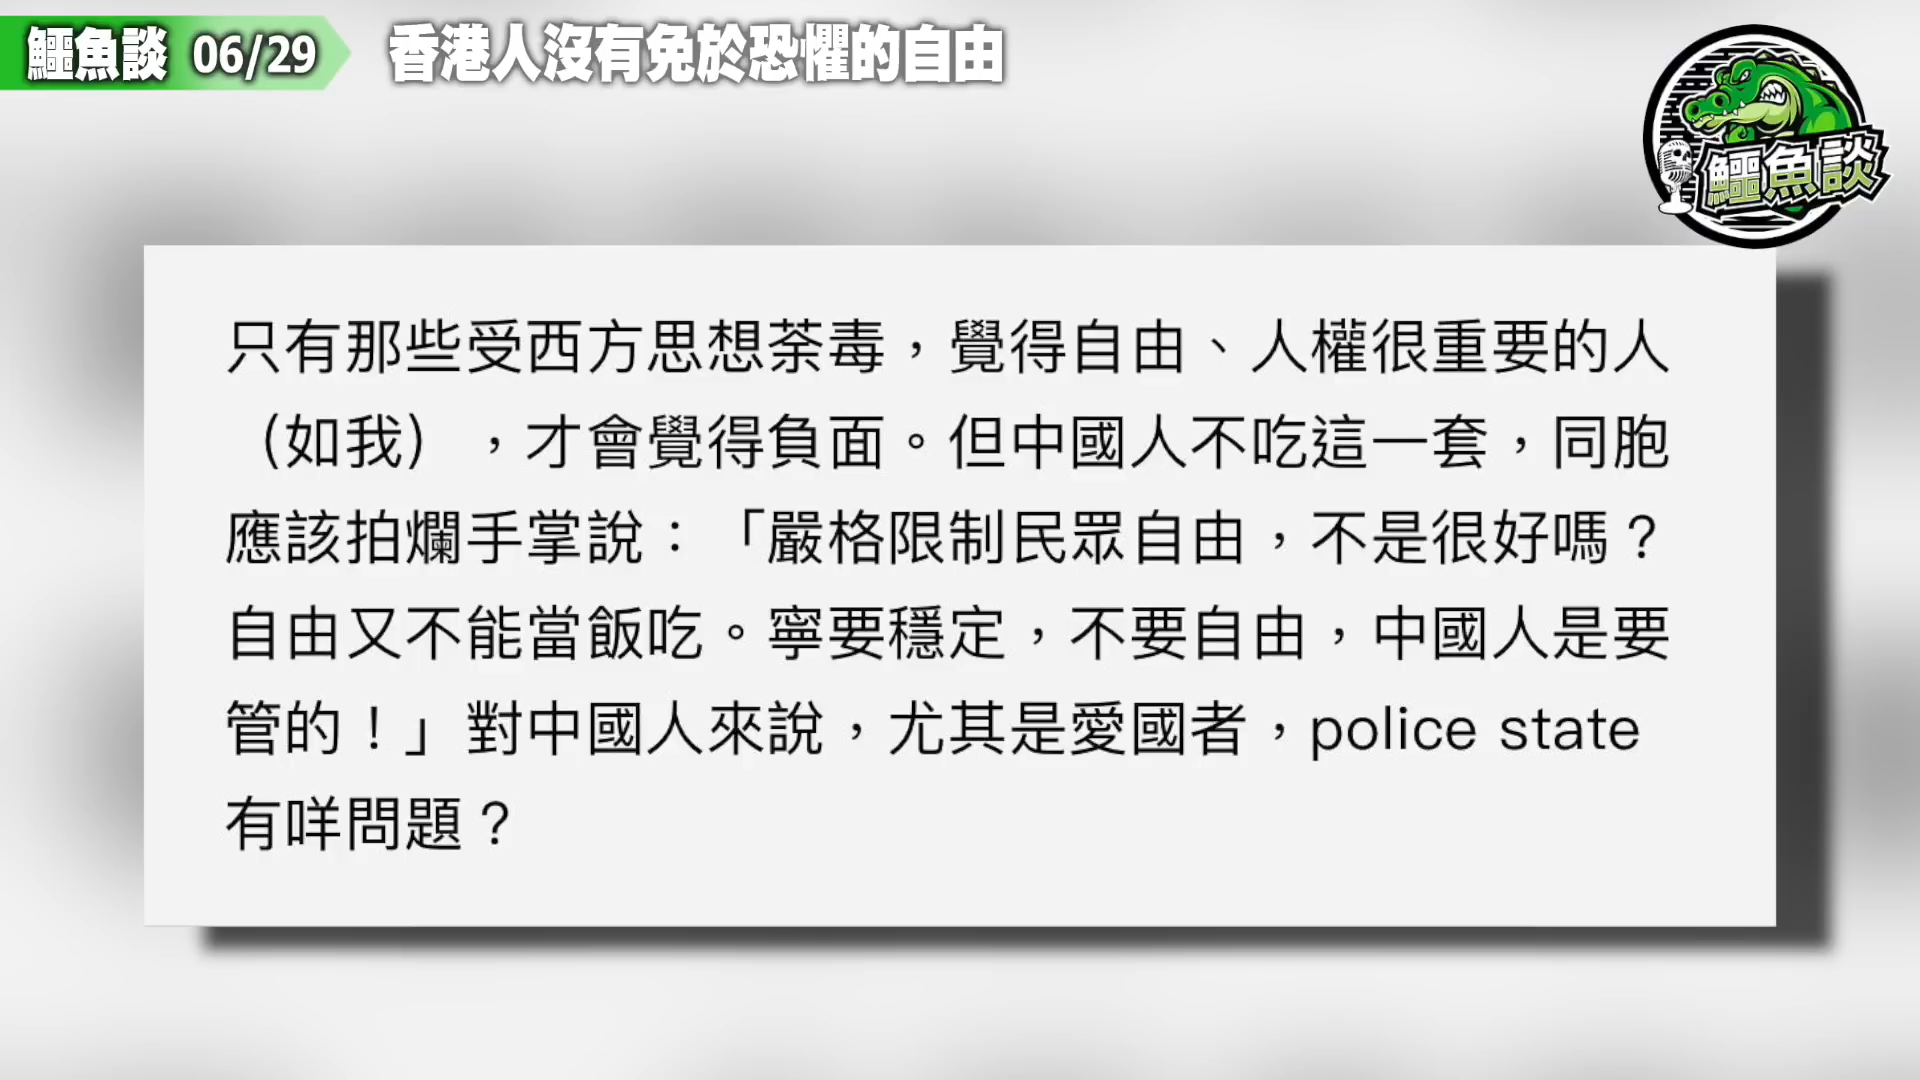 鱷魚談 06/29 香港人沒有免於恐懼的自由
鱷魚談
只有那些受西方思想荼毒，覺得自由、人權很重要的人
（如我），才會覺得負面。但中國人不吃這一套，同胞
應該拍爛手掌說：「嚴格限制民眾自由，不是很好嗎？
自由又不能當飯吃。寧要穩定，不要自由，中國人是要
管的！」對中國人來說，尤其是愛國者，police state
有咩問題？